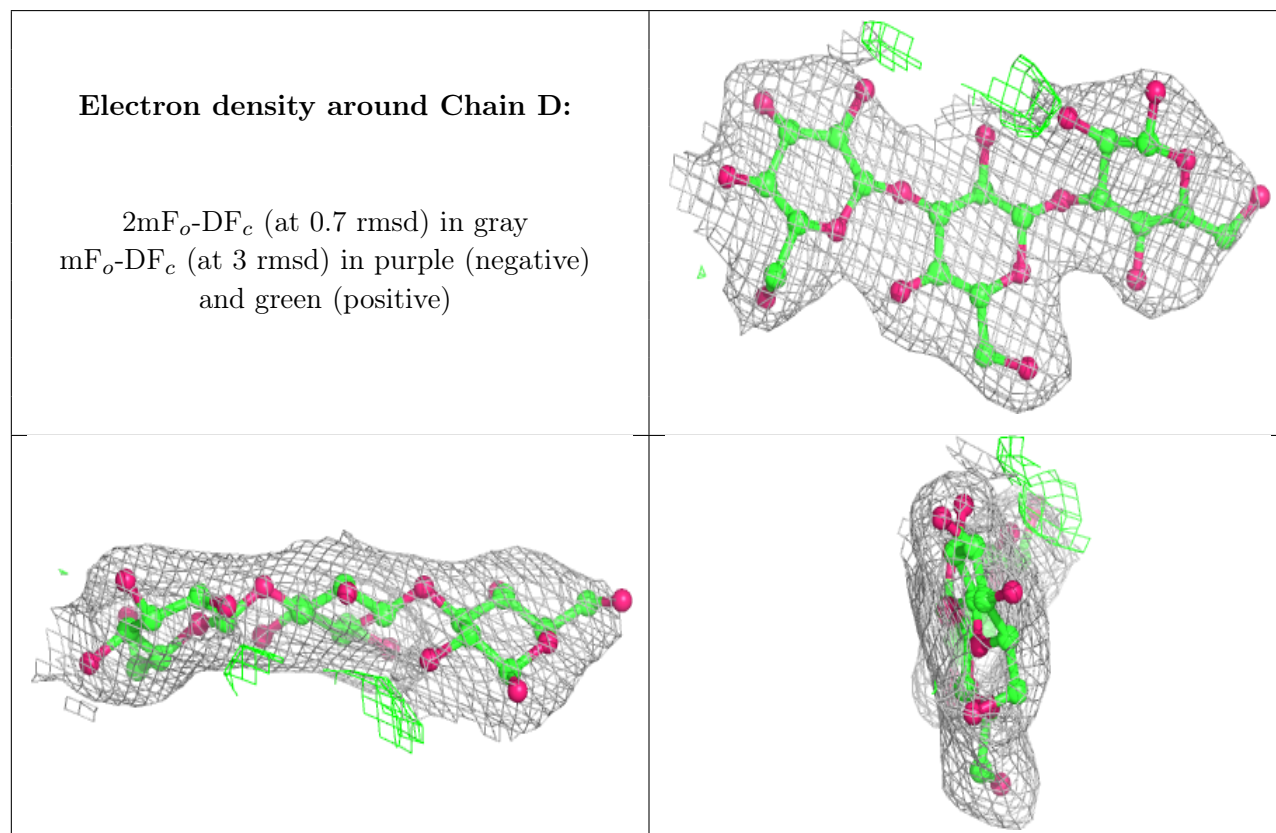 Electron density around Chain D:
2mFo-DFc (at 0.7 rmsd) in gray
mFo-DFc (at 3 rmsd) in purple (negative)
and green (positive)